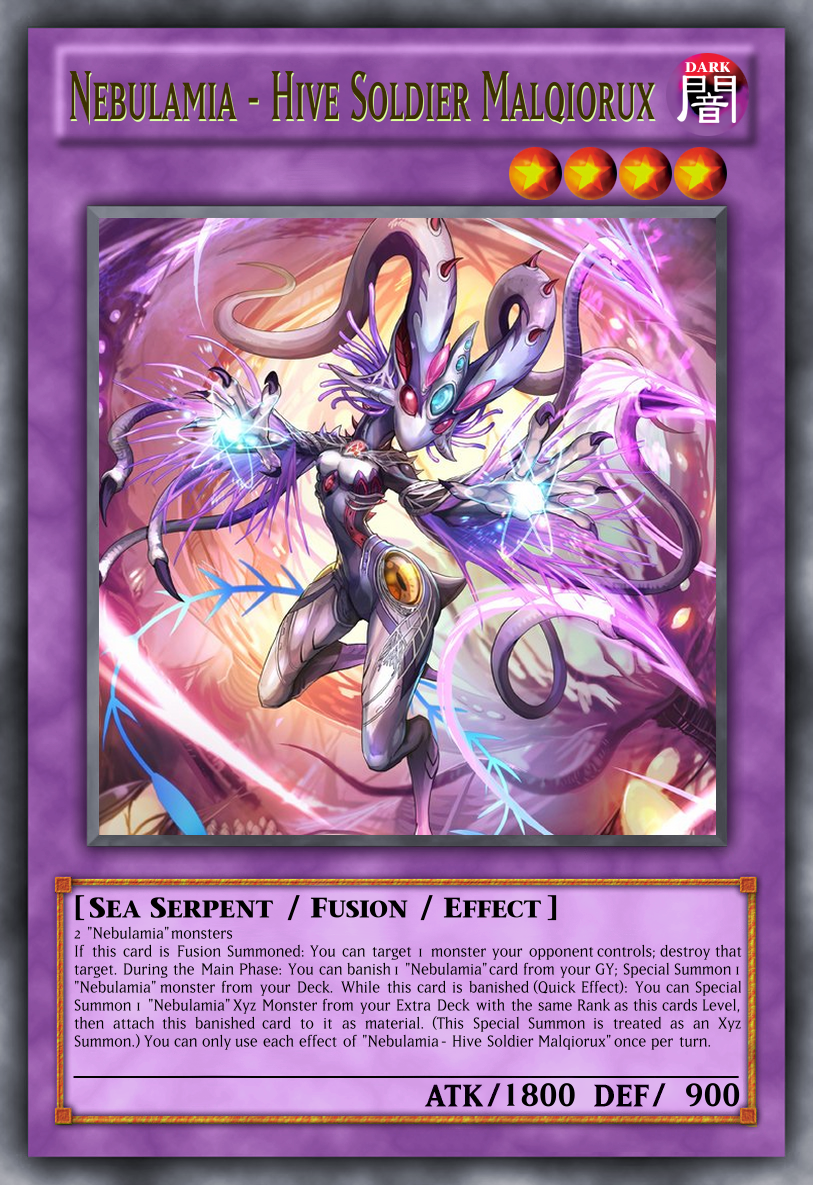 Nebulamia - Hive Soldier Malqiorux
DARK
闇
[ Sea Serpent / Fusion / Effect ]
2 "Nebulamia" monsters
If this card is Fusion Summoned: You can target 1 monster your opponent controls; destroy that
target. During the Main Phase: You can banish 1 "Nebulamia" card from your GY; Special Summon 1
"Nebulamia" monster from your Deck. While this card is banished (Quick Effect): You can Special
Summon 1 "Nebulamia" Xyz Monster from your Extra Deck with the same Rank as this cards Level,
then attach this banished card to it as material. (This Special Summon is treated as an Xyz
Summon.) You can only use each effect of "Nebulamia - Hive Soldier Malqiorux" once per turn.
ATK/1800 DEF/ 900